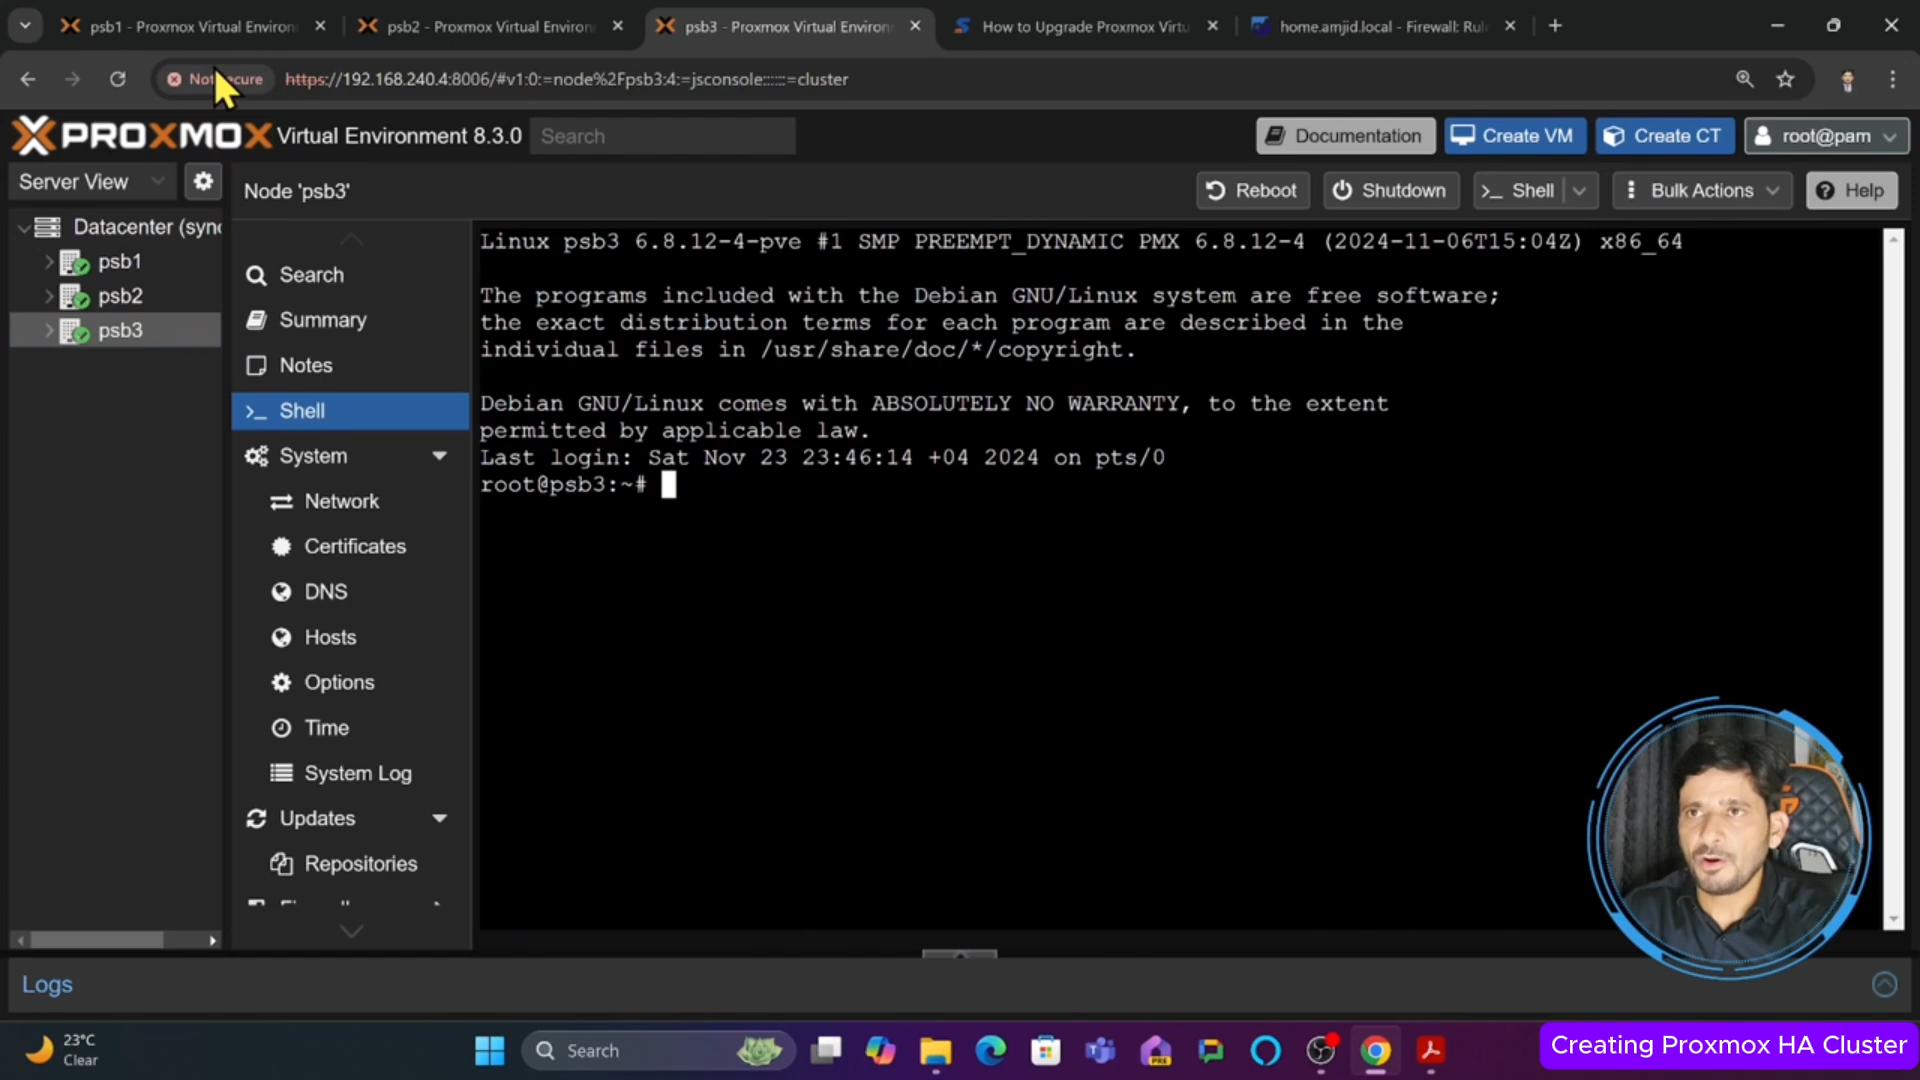 psb1 - Proxmox Virtual Environ
psb2 - Proxmox Virtual Environ
psb3 - Proxmox Virtual Environ
How to Upgrade Proxmox Virtu
home.amjid.local - Firewall: Rul
https://192.168.240.4:8006/#v1:0:=node%2Fpsb3:4:=jsconsole::::::=cluster
PROXMOX Virtual Environment 8.3.0
Search
Documentation
Create VM
Create CT
root@pam
Server View
Node 'psb3'
Reboot
Shutdown
>_ Shell
Bulk Actions
Help
Datacenter (sync
psb1
psb2
psb3
Search
Summary
Notes
>_ Shell
System
Network
Certificates
DNS
Hosts
Options
Time
System Log
Updates
Repositories
Linux psb3 6.8.12-4-pve #1 SMP PREEMPT_DYNAMIC PMX 6.8.12-4 (2024-11-06T15:04Z) x86_64
The programs included with the Debian GNU/Linux system are free software;
the exact distribution terms for each program are described in the
individual files in /usr/share/doc/*/copyright.
Debian GNU/Linux comes with ABSOLUTELY NO WARRANTY, to the extent
permitted by applicable law.
Last login: Sat Nov 23 23:46:14 +04 2024 on pts/0
root@psb3:~#
Logs
23°C
Clear
Search
PRE
Creating Proxmox HA Cluster